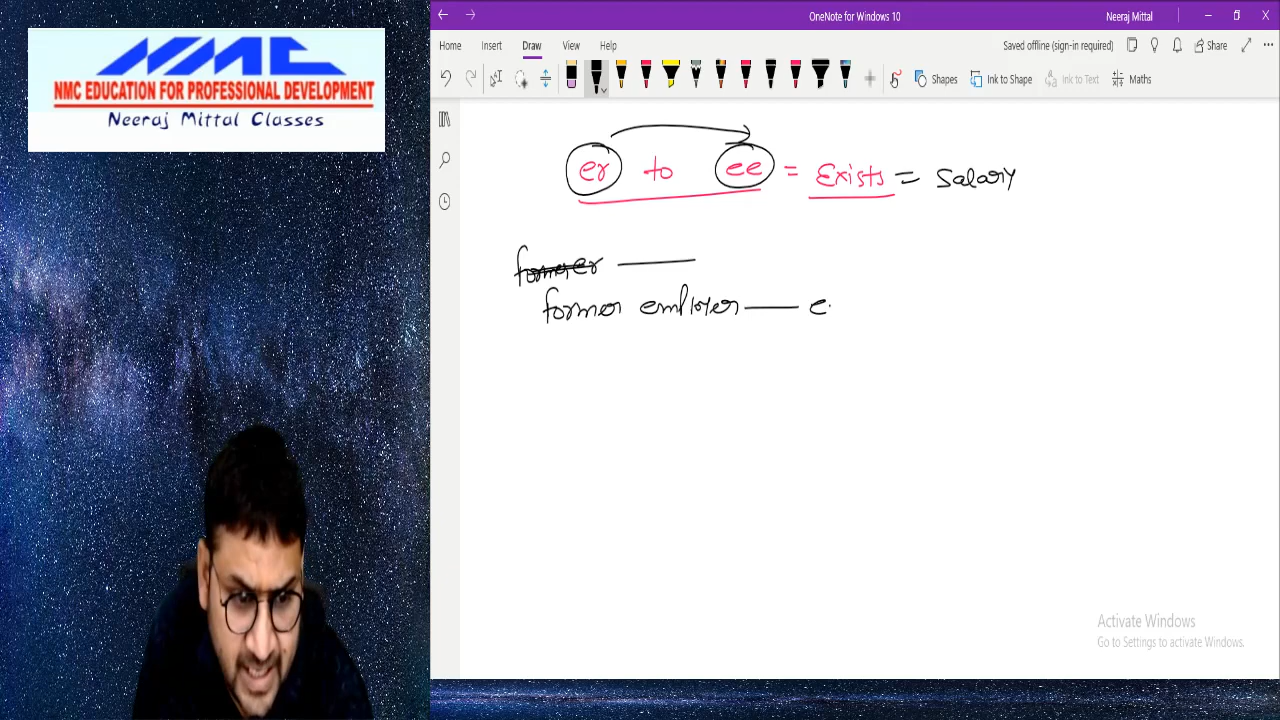 NMC
NMC EDUCATION FOR PROFESSIONAL DEVELOPMENT
Neeraj Mittal Classes
OneNote for Windows 10
Neeraj Mittal
Home Insert Draw View Help
Saved offline (sign-in required)
Share
Shapes
Ink to Shape
Ink to Text
Maths
er to ee = Exists = Salary
former
former employer — e
Activate Windows
Go to Settings to activate Windows.